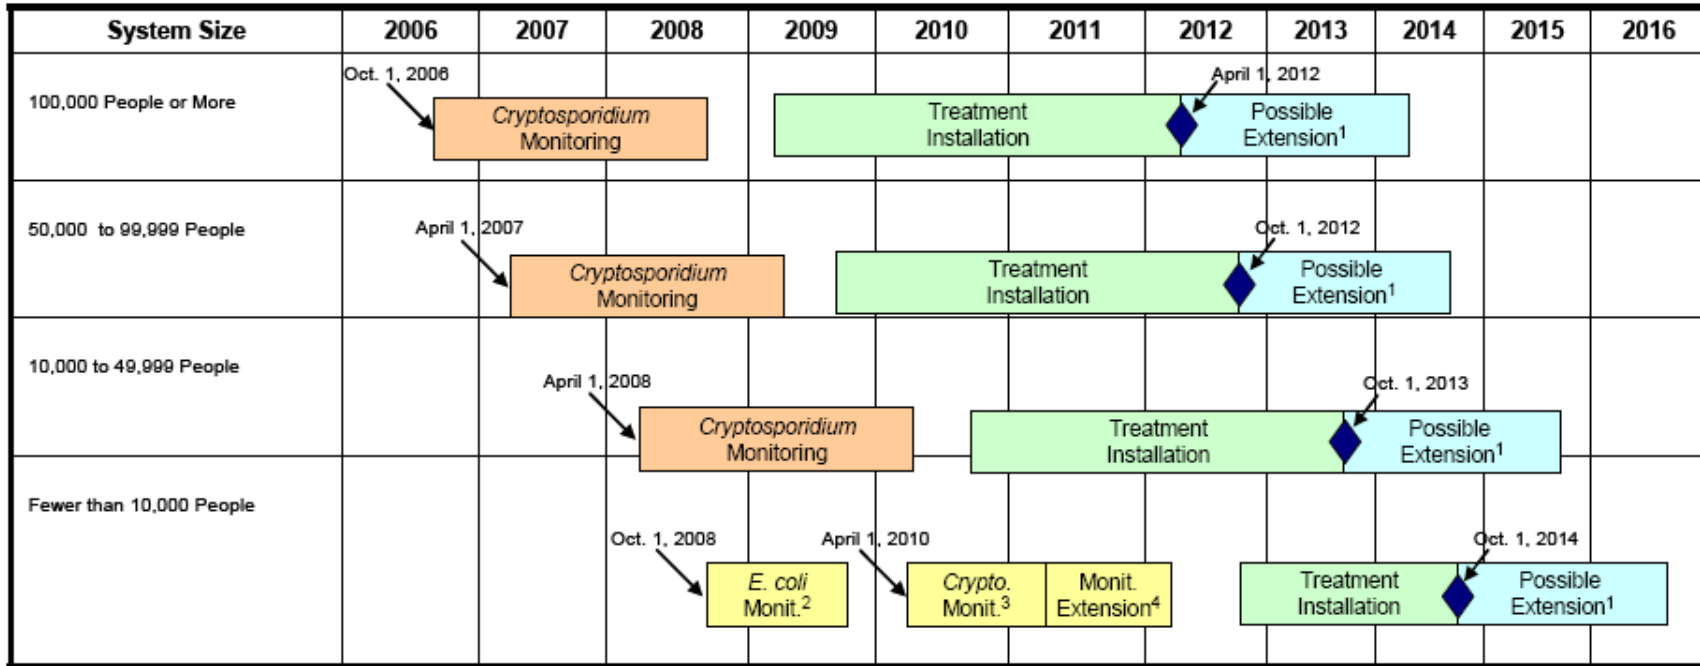 System Size 2006 2007 2008 2009 2010 2011 2012 2013 2014 2015 2016
100,000 People or More
Oct. 1, 2006
Cryptosporidium
Monitoring
Treatment
Installation
April 1, 2012
Possible
Extension¹
50,000 to 99,999 People
April 1, 2007
Cryptosporidium
Monitoring
Treatment
Installation
Oct. 1, 2012
Possible
Extension¹
10,000 to 49,999 People
April 1, 2008
Cryptosporidium
Monitoring
Treatment
Installation
Oct. 1, 2013
Possible
Extension¹
Fewer than 10,000 People
Oct. 1, 2008
E. coli
Monit.²
April 1, 2010
Crypto.
Monit.³
Monit.
Extension⁴
Treatment
Installation
Oct. 1, 2014
Possible
Extension¹